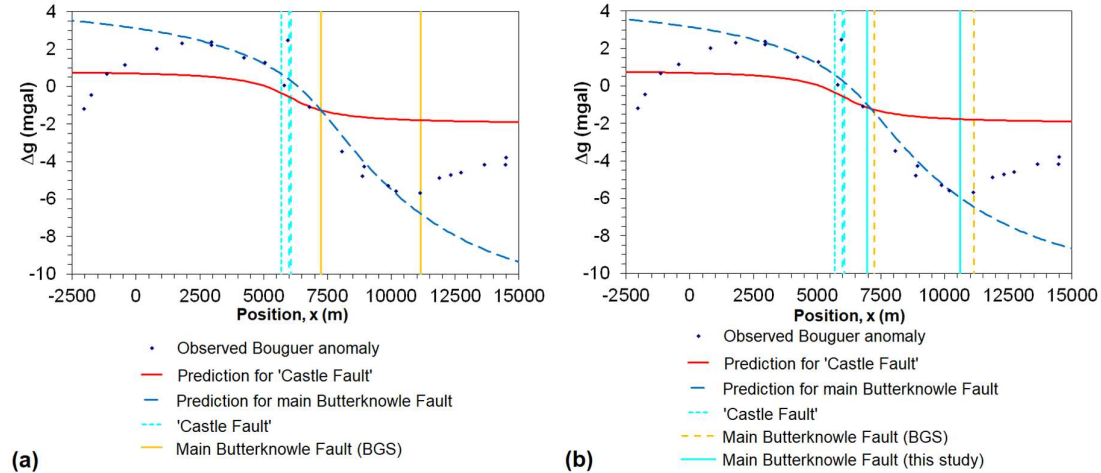 4
2
0
-2
-4
-6
-8
-10
Δg (mgal)
-2500 0 2500 5000 7500 10000 12500 15000
Position, x (m)
Observed Bouguer anomaly
Prediction for 'Castle Fault'
Prediction for main Butterknowle Fault
'Castle Fault'
Main Butterknowle Fault (BGS)
(a)
4
2
0
-2
-4
-6
-8
-10
Δg (mgal)
-2500 0 2500 5000 7500 10000 12500 15000
Position, x (m)
Observed Bouguer anomaly
Prediction for 'Castle Fault'
Prediction for main Butterknowle Fault
'Castle Fault'
Main Butterknowle Fault (BGS)
Main Butterknowle Fault (this study)
(b)